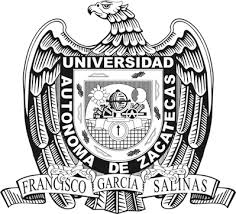 UNIVERSIDAD
AUTONOMA DE ZACATECAS
FRANCISCO GARCIA SALINAS